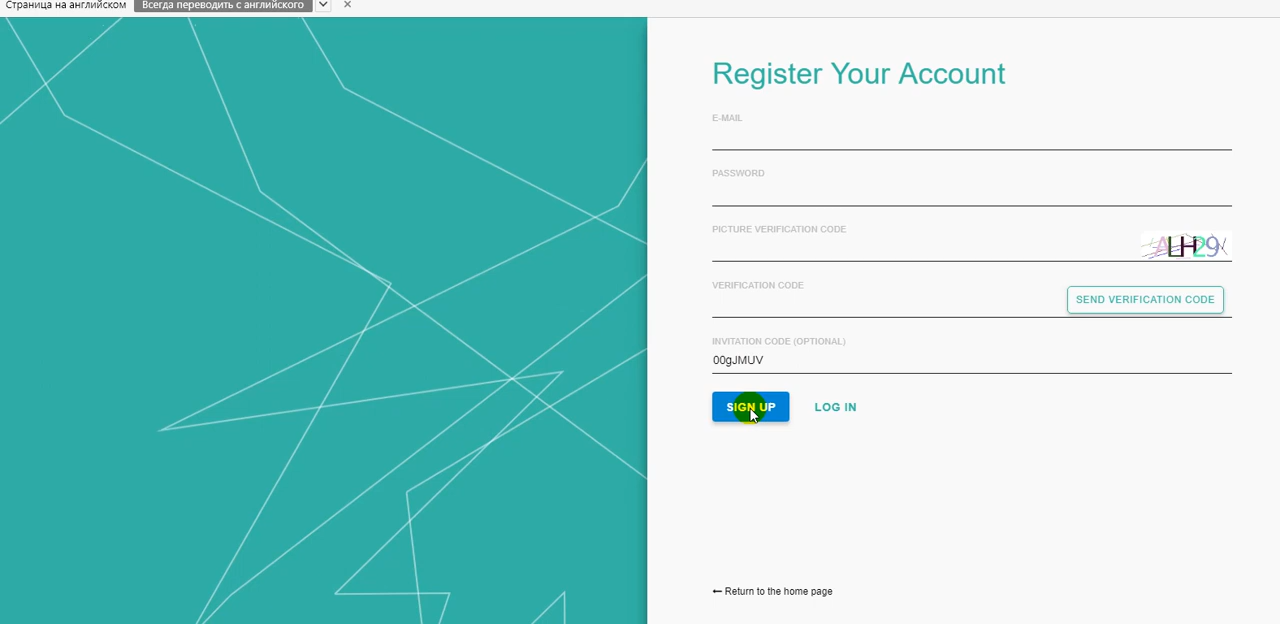 Страница на английском Всегда переводить с английского
Register Your Account
E-MAIL
PASSWORD
PICTURE VERIFICATION CODE
ALH29
VERIFICATION CODE
SEND VERIFICATION CODE
INVITATION CODE (OPTIONAL)
00gJMUV
SIGN UP LOG IN
Return to the home page